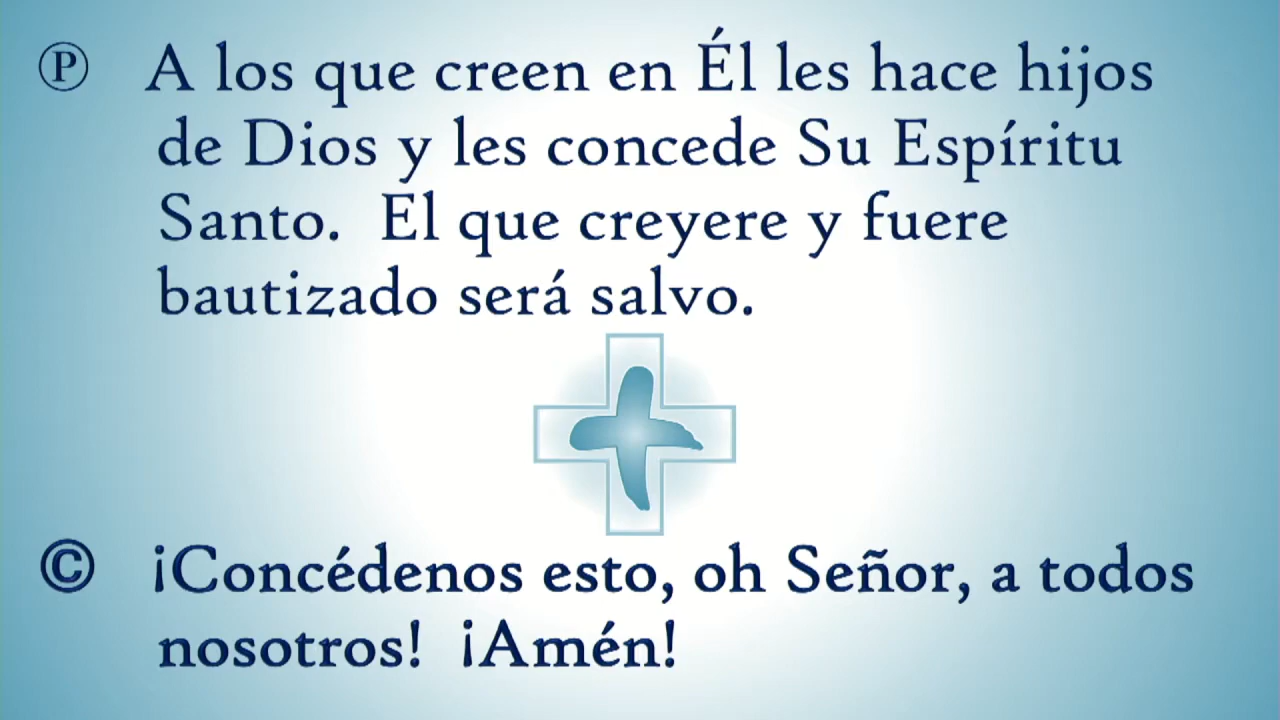 Ⓟ A los que creen en Él les hace hijos
de Dios y les concede Su Espíritu
Santo. El que creyere y fuere
bautizado será salvo.
© ¡Concédenos esto, oh Señor, a todos
nosotros! ¡Amén!